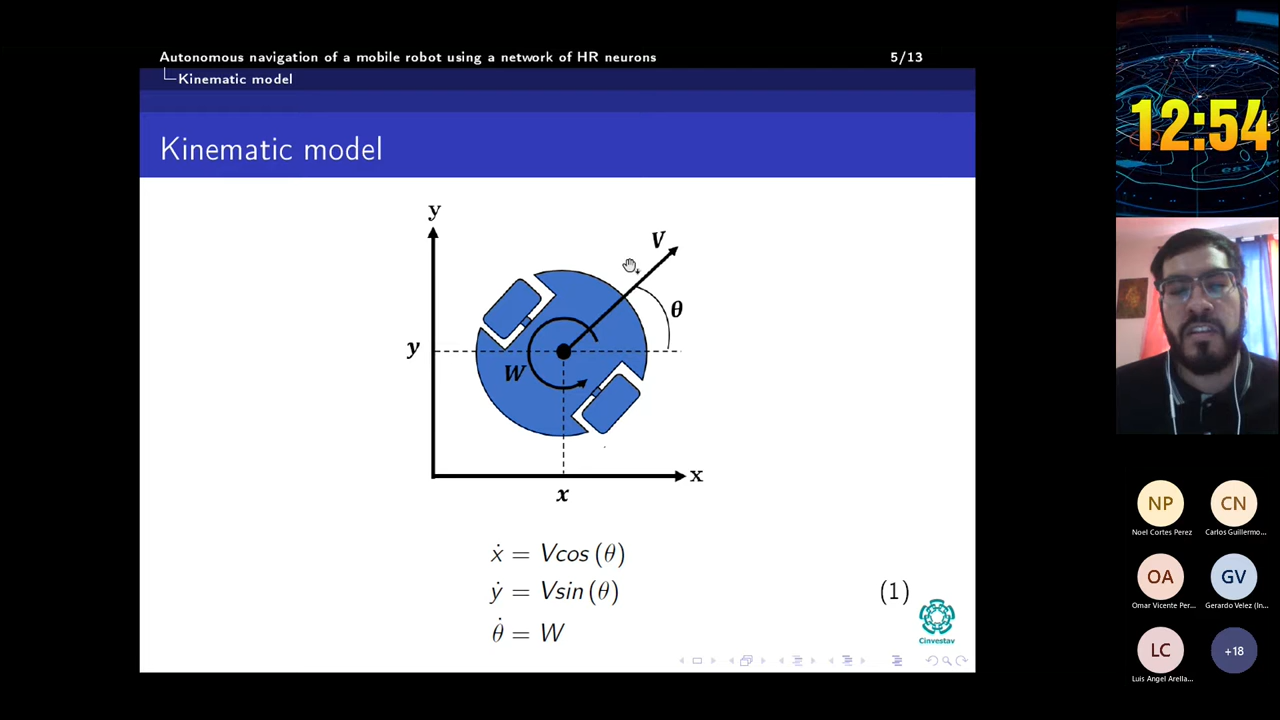 Autonomous navigation of a mobile robot using a network of HR neurons 5/13
Kinematic model
Kinematic model
y
V
θ
y
W
x
x
ẋ = Vcos (θ)
ẏ = Vsin (θ) (1)
θ̇ = W
Cinvestav
12:54
NP CN
Noel Cortes Perez Carlos Guillermo...
OA GV
Omar Vicente Per... Gerardo Velez (In...
LC +18
Luis Angel Arella...